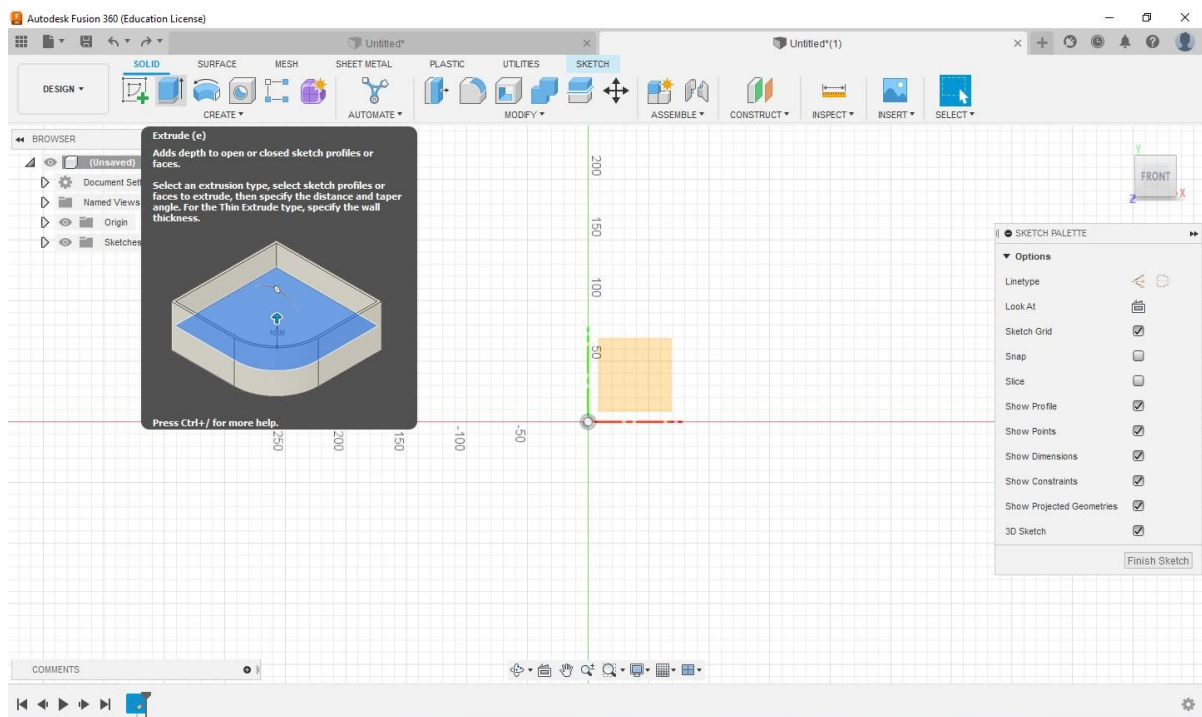 Autodesk Fusion 360 (Education License)
Untitled*
Untitled*(1)
SOLID SURFACE MESH SHEET METAL PLASTIC UTILITIES SKETCH
DESIGN
CREATE AUTOMATE MODIFY ASSEMBLE CONSTRUCT INSPECT INSERT SELECT
BROWSER
(Unsaved)
Document Sett
Named Views
Origin
Sketches
Extrude (e)
Adds depth to open or closed sketch profiles or
faces.
Select an extrusion type, select sketch profiles or
faces to extrude, then specify the distance and taper
angle. For the Thin Extrude type, specify the wall
thickness.
10.00
Press Ctrl+/ for more help.
200
150
100
50
250
200
150
-100
-50
Y
FRONT
Z
X
SKETCH PALETTE
Options
Linetype
Look At
Sketch Grid
Snap
Slice
Show Profile
Show Points
Show Dimensions
Show Constraints
Show Projected Geometries
3D Sketch
Finish Sketch
COMMENTS